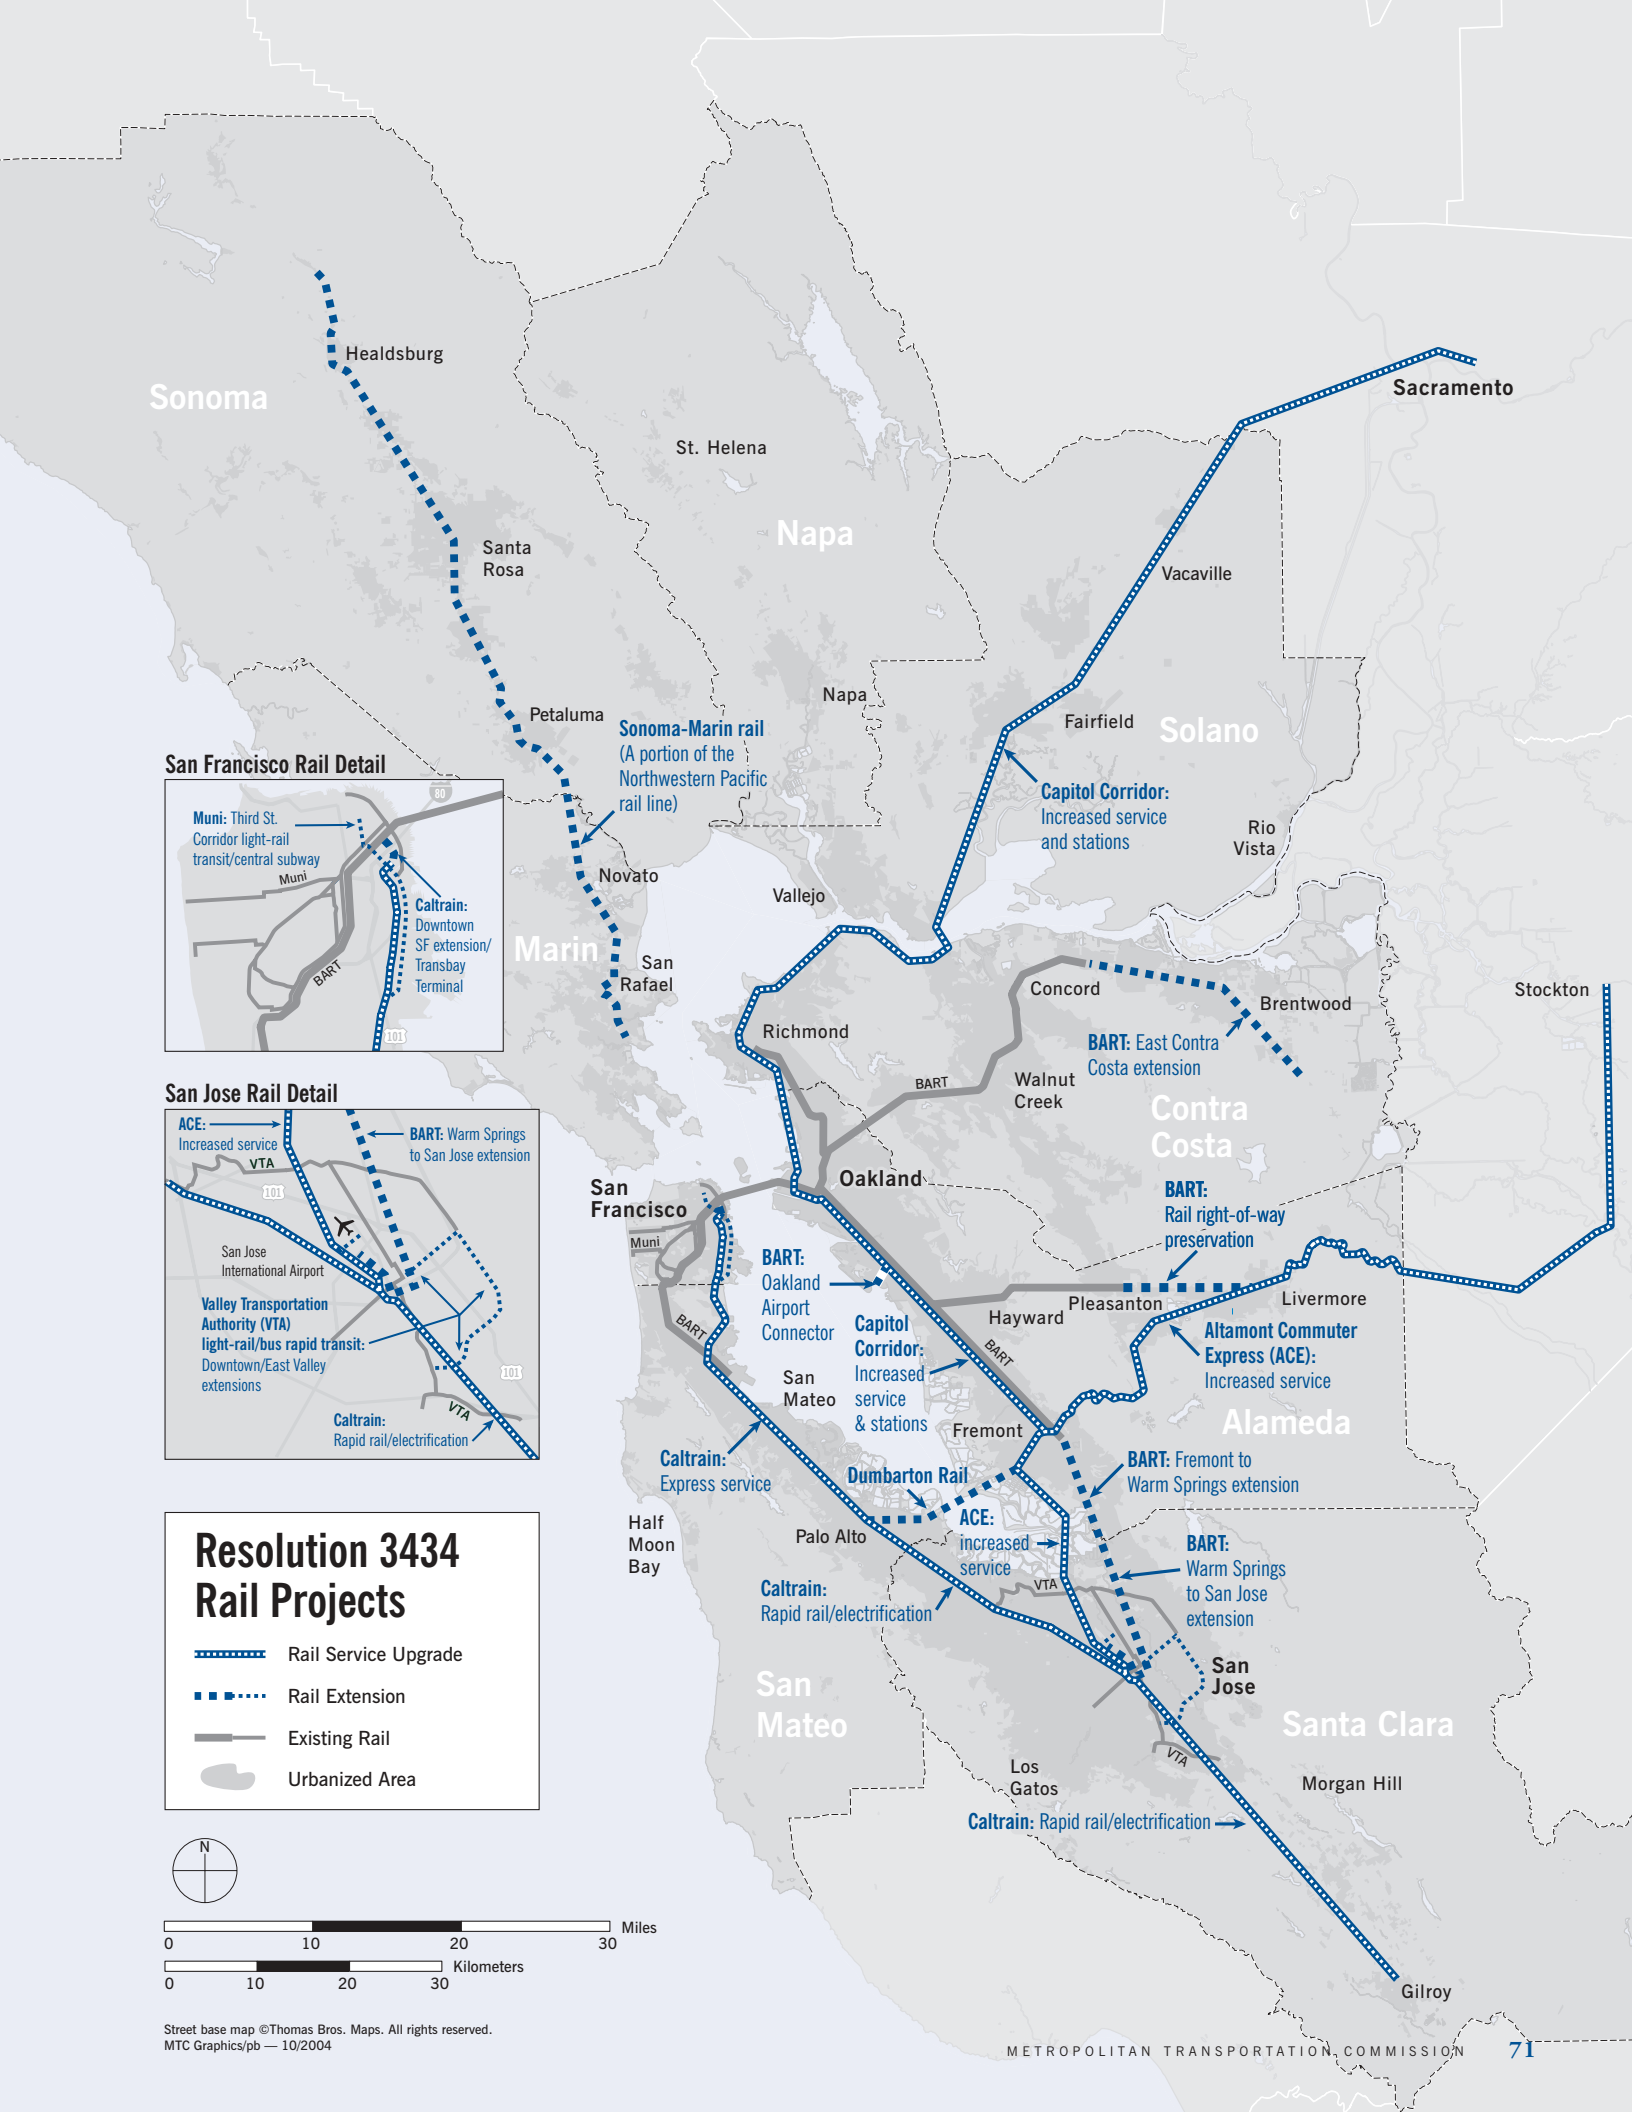 Healdsburg
Sonoma
Sacramento
St. Helena
Napa
Santa
Rosa
Vacaville
Napa
Petaluma
Sonoma-Marin rail
(A portion of the
Northwestern Pacific
rail line)
Fairfield
Solano
Capitol Corridor:
Increased service
and stations
Rio
Vista
San Francisco Rail Detail
80
Muni: Third St.
Corridor light-rail
transit/central subway
Muni
Caltrain:
Downtown
SF extension/
Transbay
Terminal
BART
101
Novato
Vallejo
Marin
San
Rafael
Concord
Brentwood
Stockton
Richmond
BART: East Contra
Costa extension
BART
Walnut
Creek
Contra
Costa
San Jose Rail Detail
ACE:
Increased service
BART: Warm Springs
to San Jose extension
VTA
101
San Jose
International Airport
Valley Transportation
Authority (VTA)
light-rail/bus rapid transit:
Downtown/East Valley
extensions
101
VTA
Caltrain:
Rapid rail/electrification
San
Francisco
Oakland
Muni
BART:
Rail right-of-way
preservation
BART:
Oakland
Airport
Connector
Hayward
Pleasanton
Livermore
BART
Capitol
Corridor:
Increased
service
& stations
BART
Altamont Commuter
Express (ACE):
Increased service
San
Mateo
Alameda
Fremont
Caltrain:
Express service
Dumbarton Rail
BART: Fremont to
Warm Springs extension
ACE:
increased
service
Half
Moon
Bay
Palo Alto
BART:
Warm Springs
to San Jose
extension
Caltrain:
Rapid rail/electrification
VTA
San
Jose
San
Mateo
Santa Clara
VTA
Los
Gatos
Morgan Hill
Caltrain: Rapid rail/electrification
Gilroy
Resolution 3434
Rail Projects
Rail Service Upgrade
Rail Extension
Existing Rail
Urbanized Area
N
Miles
0 10 20 30
Kilometers
0 10 20 30
Street base map ©Thomas Bros. Maps. All rights reserved.
MTC Graphics/pb — 10/2004
METROPOLITAN TRANSPORTATION COMMISSION 71